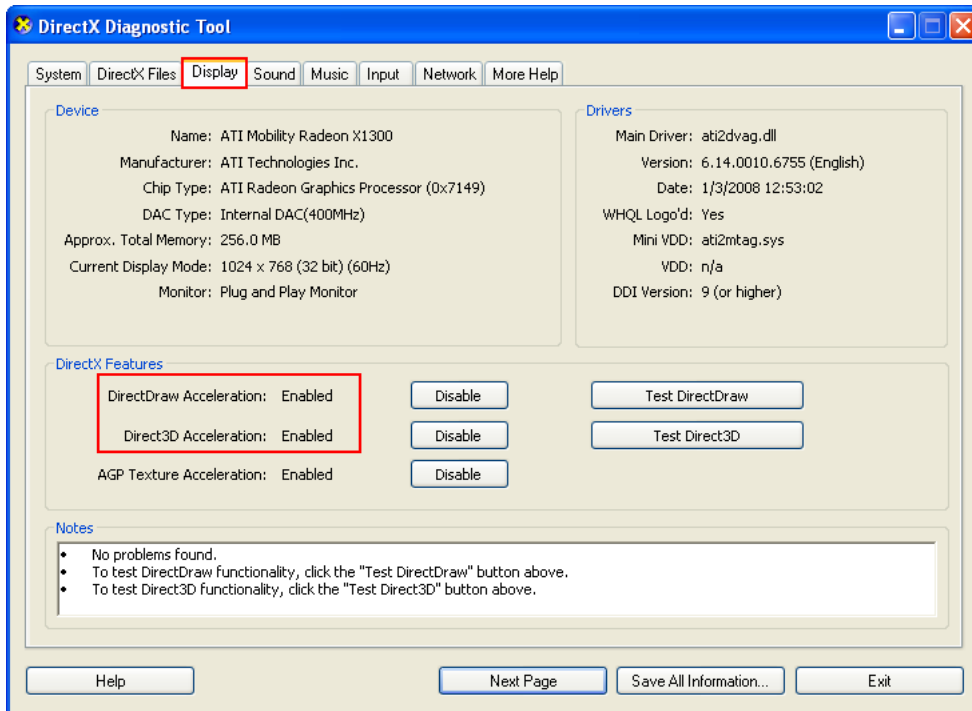 DirectX Diagnostic Tool
System DirectX Files Display Sound Music Input Network More Help
Device
Name: ATI Mobility Radeon X1300
Manufacturer: ATI Technologies Inc.
Chip Type: ATI Radeon Graphics Processor (0x7149)
DAC Type: Internal DAC(400MHz)
Approx. Total Memory: 256.0 MB
Current Display Mode: 1024 x 768 (32 bit) (60Hz)
Monitor: Plug and Play Monitor
Drivers
Main Driver: ati2dvag.dll
Version: 6.14.0010.6755 (English)
Date: 1/3/2008 12:53:02
WHQL Logo'd: Yes
Mini VDD: ati2mtag.sys
VDD: n/a
DDI Version: 9 (or higher)
DirectX Features
DirectDraw Acceleration: Enabled Disable Test DirectDraw
Direct3D Acceleration: Enabled Disable Test Direct3D
AGP Texture Acceleration: Enabled Disable
Notes
• No problems found.
• To test DirectDraw functionality, click the "Test DirectDraw" button above.
• To test Direct3D functionality, click the "Test Direct3D" button above.
Help Next Page Save All Information... Exit